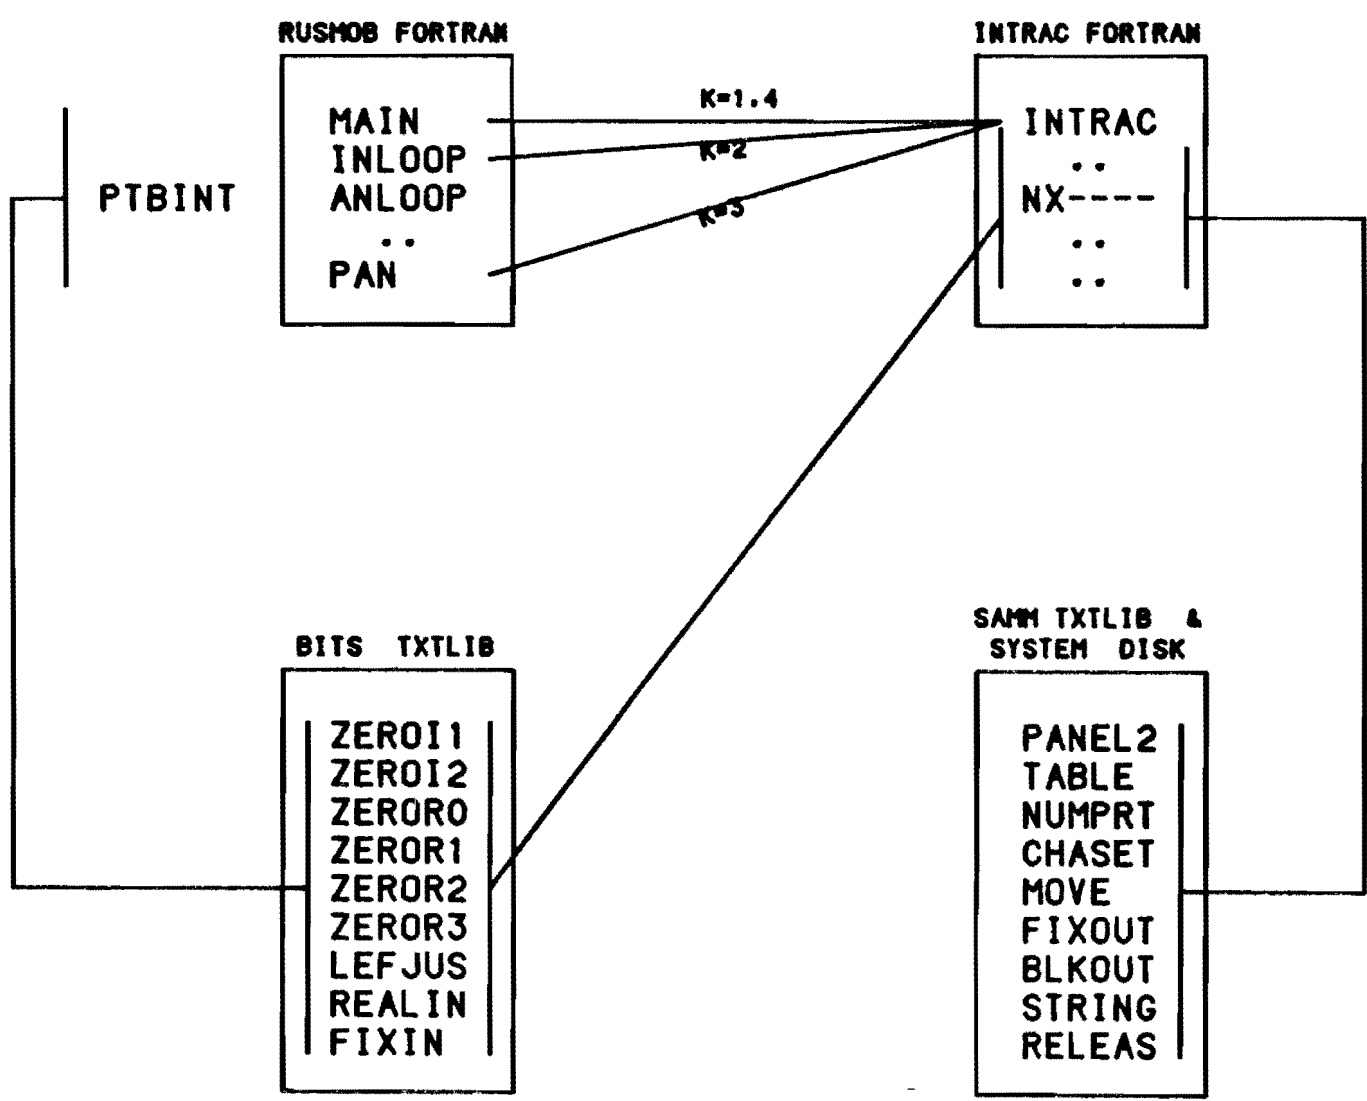 RUSMOB FORTRAN
MAIN
INLOOP
ANLOOP
..
PAN
PTBINT
K=1.4
K=2
K=3
INTRAC FORTRAN
INTRAC
..
NX----
..
..
BITS TXTLIB
ZEROI1
ZEROI2
ZEROR0
ZEROR1
ZEROR2
ZEROR3
LEFJUS
REALIN
FIXIN
SAMM TXTLIB &
SYSTEM DISK
PANEL2
TABLE
NUMPRT
CHASET
MOVE
FIXOUT
BLKOUT
STRING
RELEAS